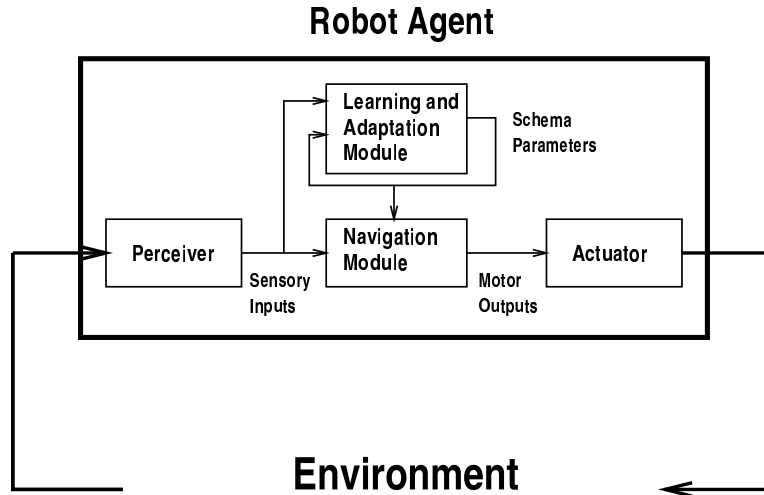 Robot Agent
Learning and
Adaptation
Module
Schema
Parameters
Perceiver
Sensory
Inputs
Navigation
Module
Motor
Outputs
Actuator
Environment